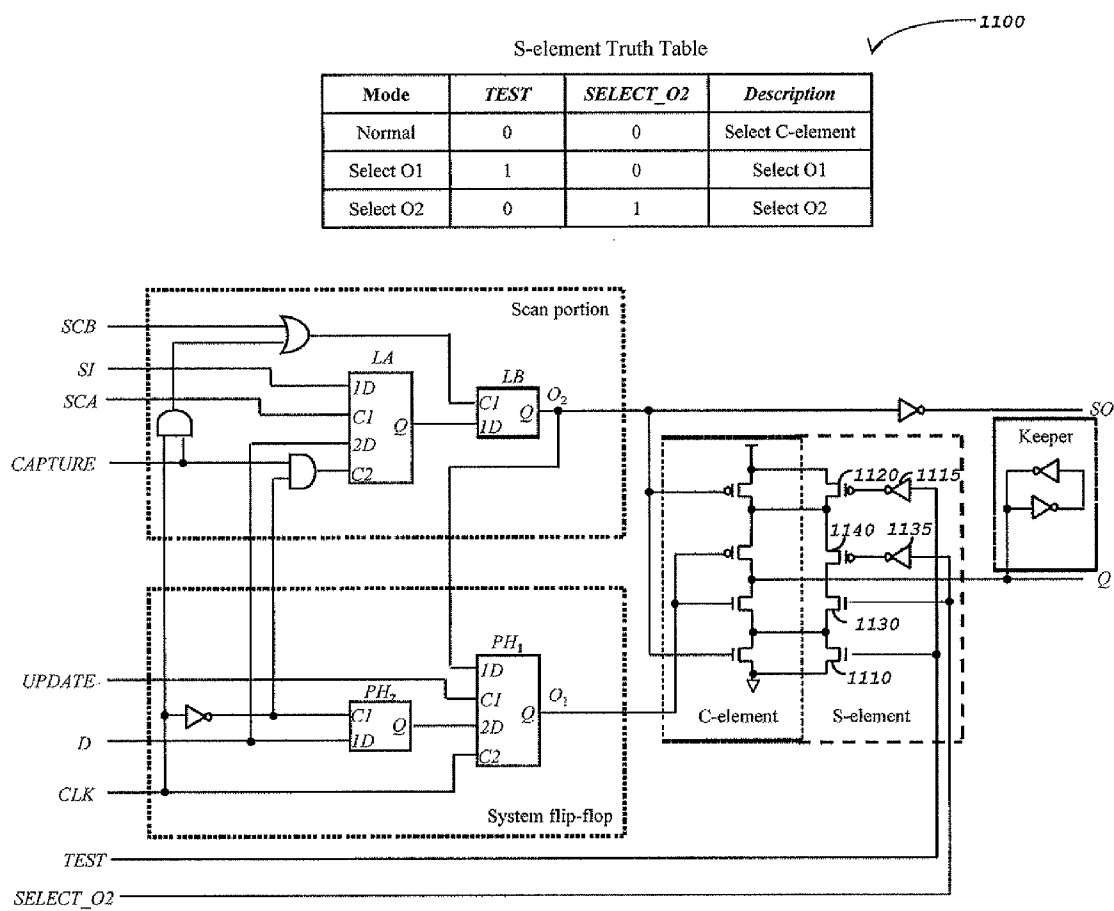 1100
S-element Truth Table
Mode TEST SELECT_O2 Description
Normal 0 0 Select C-element
Select O1 1 0 Select O1
Select O2 0 1 Select O2
Scan portion
SCB
SI
SCA
CAPTURE
LA
1D
C1
2D
C2
Q
LB
C1
1D
Q
O2
SO
Keeper
Q
1120
1115
1140
1135
1130
1110
C-element
S-element
UPDATE
D
CLK
PH2
C1
1D
Q
PH1
1D
C1
2D
C2
Q
O1
System flip-flop
TEST
SELECT_O2